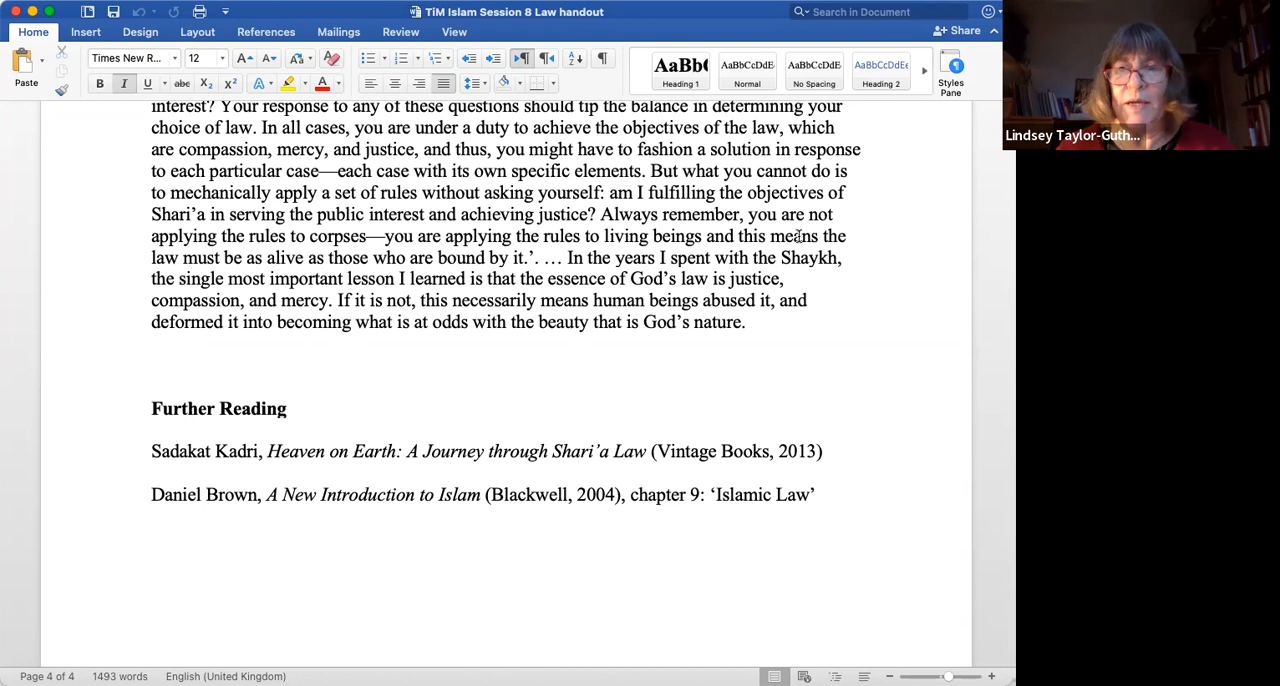 TiM Islam Session 8 Law handout
Search in Document
Home Insert Design Layout References Mailings Review View
Share
Paste
Times New R... 12
B I U abc X₂ X² A A
AaBbC AaBbCcDdE AaBbCcDdE AaBbCcDdEe
Heading 1 Normal No Spacing Heading 2
Styles
Pane
Lindsey Taylor-Guth...
interest? Your response to any of these questions should tip the balance in determining your
choice of law. In all cases, you are under a duty to achieve the objectives of the law, which
are compassion, mercy, and justice, and thus, you might have to fashion a solution in response
to each particular case—each case with its own specific elements. But what you cannot do is
to mechanically apply a set of rules without asking yourself: am I fulfilling the objectives of
Shari’a in serving the public interest and achieving justice? Always remember, you are not
applying the rules to corpses—you are applying the rules to living beings and this means the
law must be as alive as those who are bound by it.’. … In the years I spent with the Shaykh,
the single most important lesson I learned is that the essence of God’s law is justice,
compassion, and mercy. If it is not, this necessarily means human beings abused it, and
deformed it into becoming what is at odds with the beauty that is God’s nature.
Further Reading
Sadakat Kadri, Heaven on Earth: A Journey through Shari’a Law (Vintage Books, 2013)
Daniel Brown, A New Introduction to Islam (Blackwell, 2004), chapter 9: ‘Islamic Law’
Page 4 of 4 1493 words English (United Kingdom)